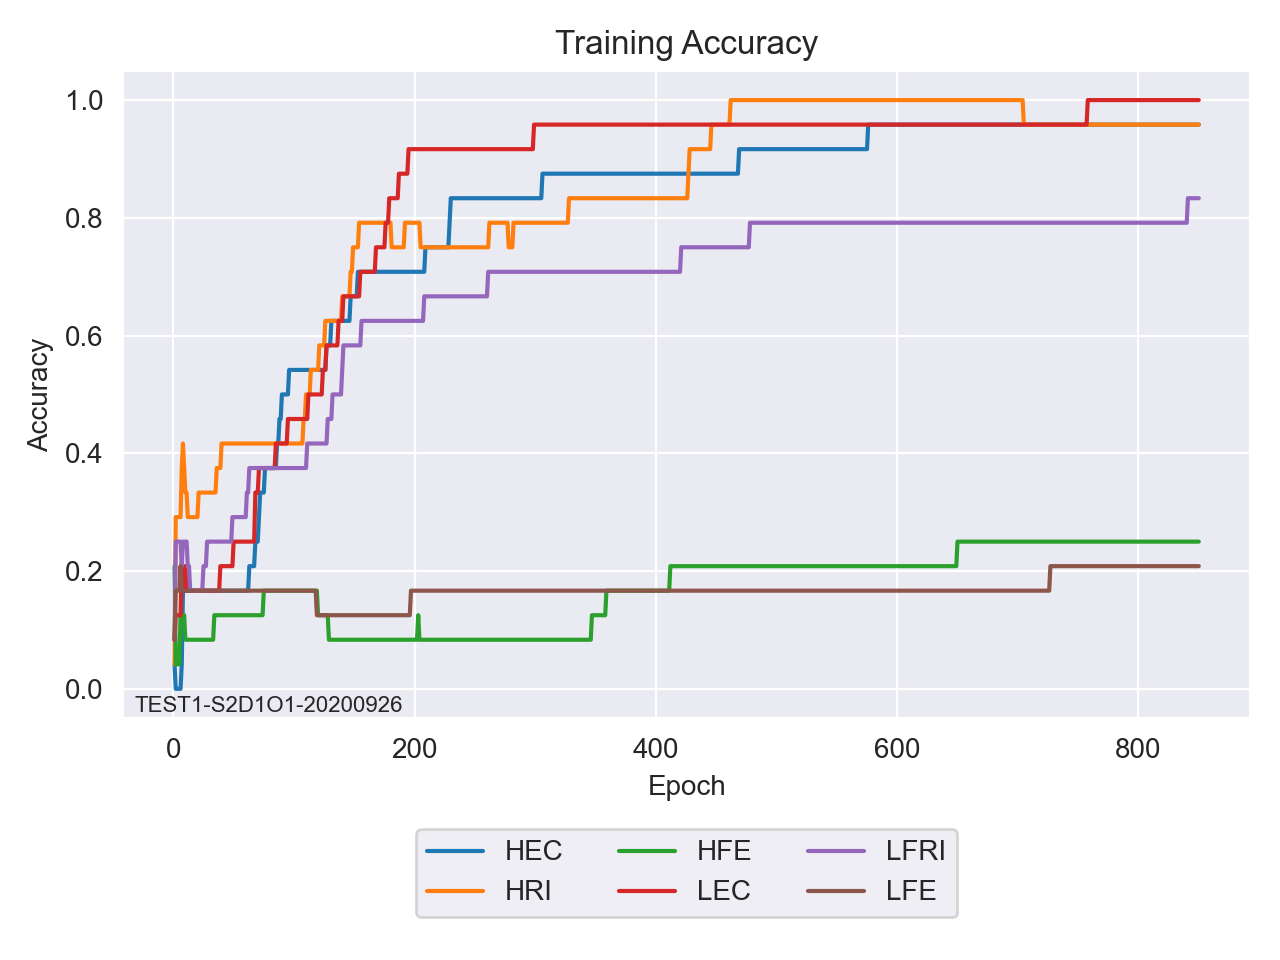 Training Accuracy
1.0
0.8
0.6
0.4
0.2
0.0
Accuracy
TEST1-S2D1O1-20200926
0 200 400 600 800
Epoch
HEC HFE LFRI
HRI LEC LFE